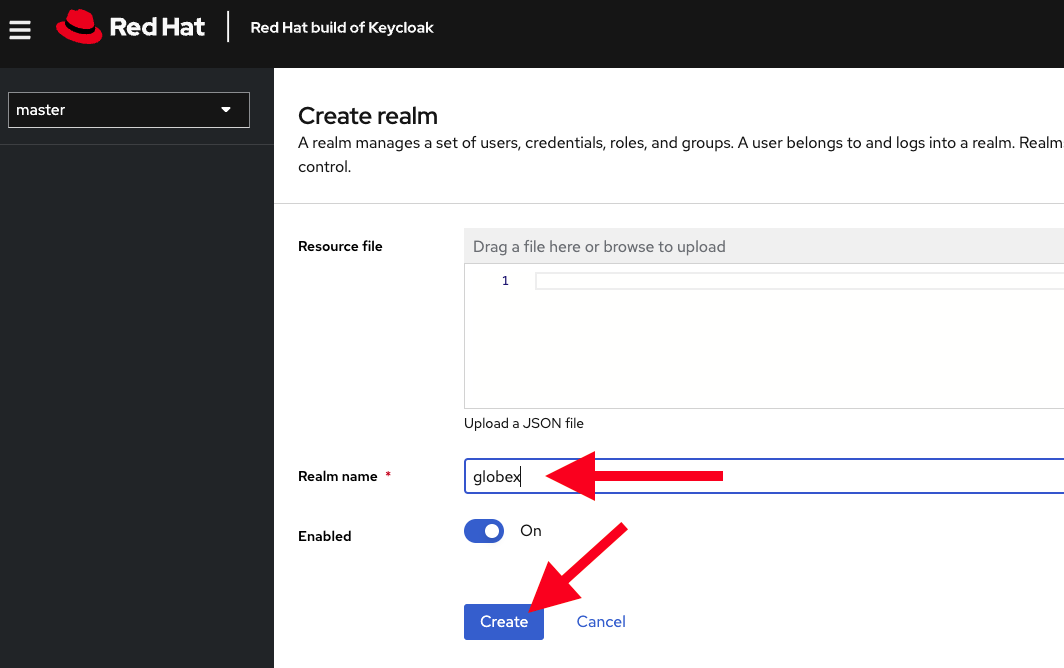 Red Hat
Red Hat build of Keycloak
master
Create realm
A realm manages a set of users, credentials, roles, and groups. A user belongs to and logs into a realm. Realm
control.
Resource file
Drag a file here or browse to upload
1
Upload a JSON file
Realm name *
globex
Enabled
On
Create
Cancel